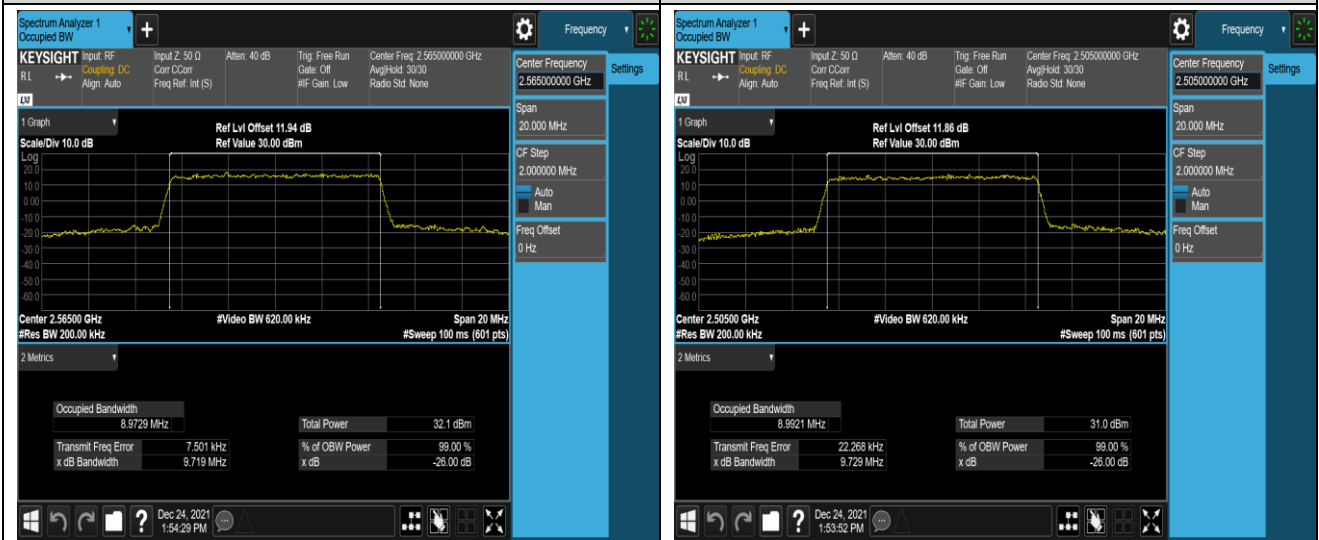 Spectrum Analyzer 1
Occupied BW
+
Frequency
KEYSIGHT
RL
LXI
Input: RF
Coupling: DC
Align: Auto
Input Z: 50 Ω
Corr CCorr
Freq Ref: Int (S)
Atten: 40 dB
Trig: Free Run
Gate: Off
#IF Gain: Low
Center Freq: 2.565000000 GHz
Avg|Hold: 30/30
Radio Std: None
Center Frequency
2.565000000 GHz
Settings
Span
20.000 MHz
CF Step
2.000000 MHz
Auto
Man
Freq Offset
0 Hz
1 Graph
Scale/Div 10.0 dB
Ref Lvl Offset 11.94 dB
Ref Value 30.00 dBm
Log
20.0
10.0
0.00
-10.0
-20.0
-30.0
-40.0
-50.0
-60.0
Center 2.56500 GHz
#Res BW 200.00 kHz
#Video BW 620.00 kHz
Span 20 MHz
#Sweep 100 ms (601 pts)
2 Metrics
Occupied Bandwidth
8.9729 MHz
Total Power 32.1 dBm
Transmit Freq Error 7.501 kHz
% of OBW Power 99.00 %
x dB Bandwidth 9.719 MHz
x dB -26.00 dB
?
Dec 24, 2021
1:54:29 PM
Spectrum Analyzer 1
Occupied BW
+
Frequency
KEYSIGHT
RL
LXI
Input: RF
Coupling: DC
Align: Auto
Input Z: 50 Ω
Corr CCorr
Freq Ref: Int (S)
Atten: 40 dB
Trig: Free Run
Gate: Off
#IF Gain: Low
Center Freq: 2.505000000 GHz
Avg|Hold: 30/30
Radio Std: None
Center Frequency
2.505000000 GHz
Settings
Span
20.000 MHz
CF Step
2.000000 MHz
Auto
Man
Freq Offset
0 Hz
1 Graph
Scale/Div 10.0 dB
Ref Lvl Offset 11.86 dB
Ref Value 30.00 dBm
Log
20.0
10.0
0.00
-10.0
-20.0
-30.0
-40.0
-50.0
-60.0
Center 2.50500 GHz
#Res BW 200.00 kHz
#Video BW 620.00 kHz
Span 20 MHz
#Sweep 100 ms (601 pts)
2 Metrics
Occupied Bandwidth
8.9921 MHz
Total Power 31.0 dBm
Transmit Freq Error 22.268 kHz
% of OBW Power 99.00 %
x dB Bandwidth 9.729 MHz
x dB -26.00 dB
?
Dec 24, 2021
1:53:52 PM